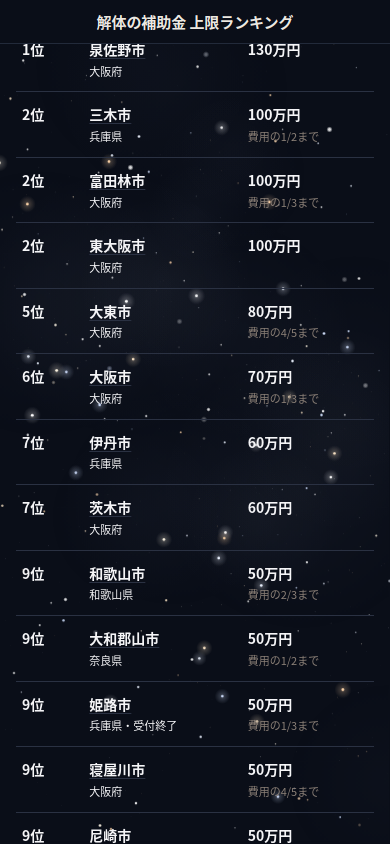 解体の補助金 上限ランキング
1位 泉佐野市 130万円
大阪府
2位 三木市 100万円
兵庫県 費用の1/2まで
2位 富田林市 100万円
大阪府 費用の1/3まで
2位 東大阪市 100万円
大阪府
5位 大東市 80万円
大阪府 費用の4/5まで
6位 大阪市 70万円
大阪府 費用の1/3まで
7位 伊丹市 60万円
兵庫県
7位 茨木市 60万円
大阪府
9位 和歌山市 50万円
和歌山県 費用の2/3まで
9位 大和郡山市 50万円
奈良県 費用の1/2まで
9位 姫路市 50万円
兵庫県・受付終了 費用の1/3まで
9位 寝屋川市 50万円
大阪府 費用の4/5まで
9位 尼崎市 50万円